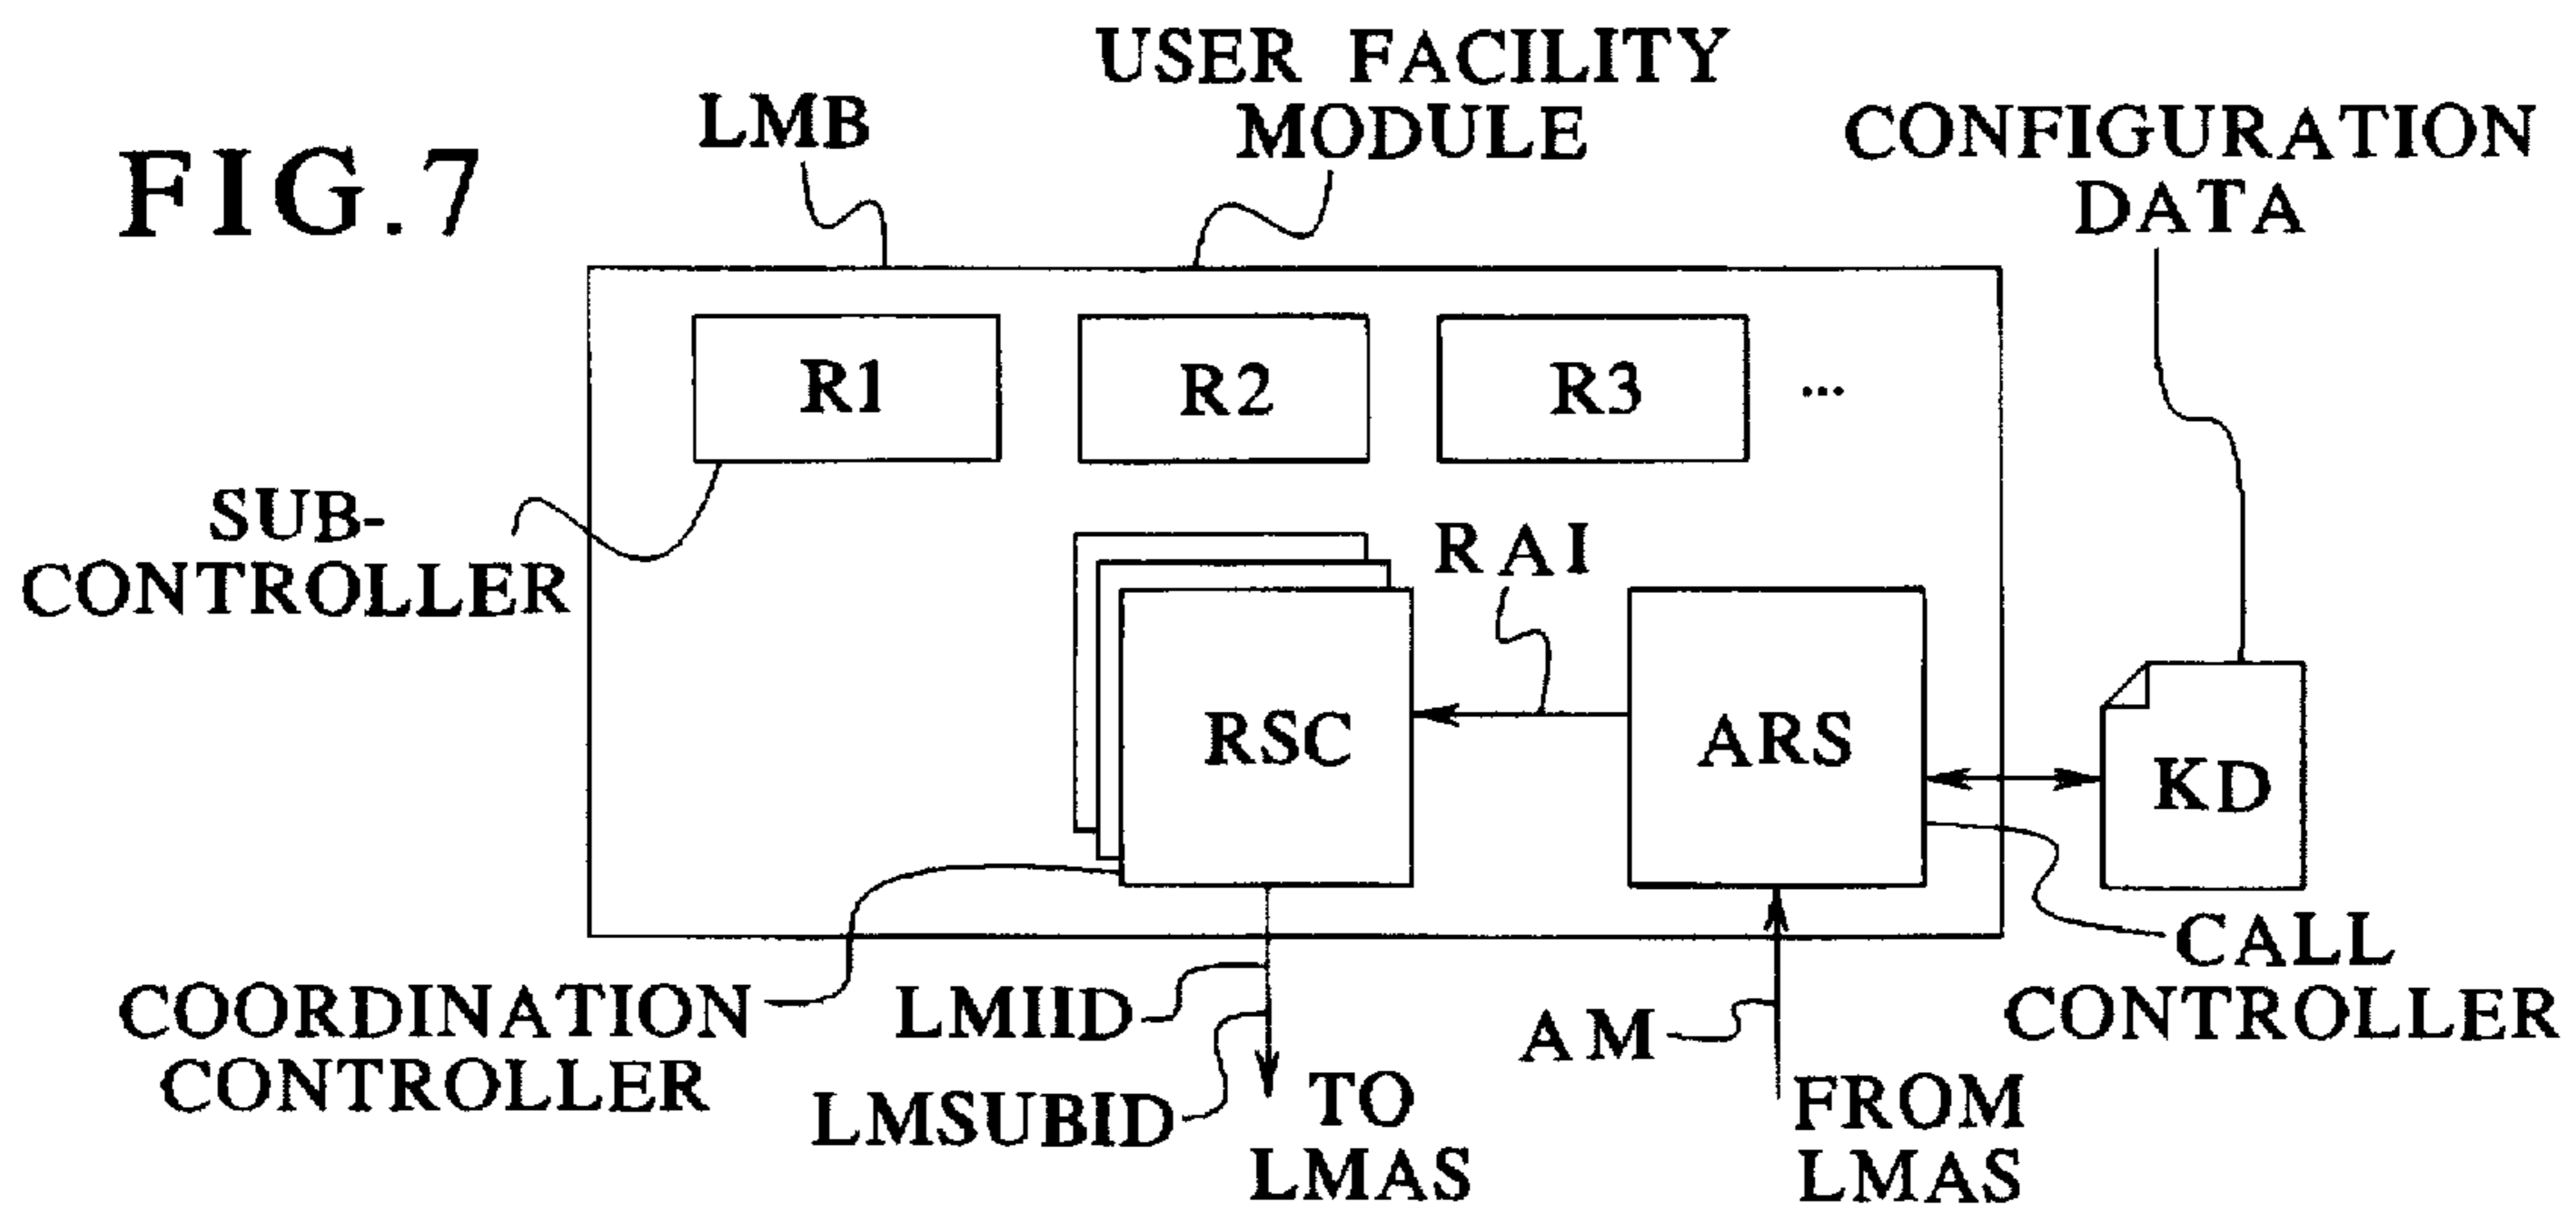 FIG.7
LMB
USER FACILITY
MODULE
CONFIGURATION
DATA
R1
R2
R3
...
SUB-
CONTROLLER
RAI
RSC
ARS
KD
COORDINATION
CONTROLLER
LMIID
LMSUBID
TO
LMAS
AM
FROM
LMAS
CALL
CONTROLLER